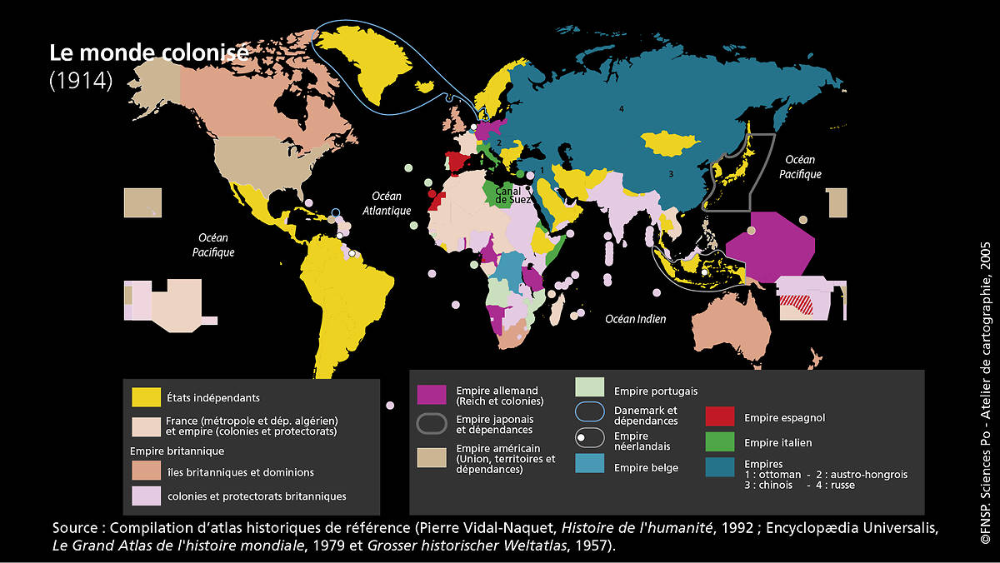 Le monde colonisé
(1914)
4
2
1
3
Canal
de Suez
Océan
Pacifique
Océan
Atlantique
Océan
Pacifique
Océan Indien
États indépendants
France (métropole et dép. algérien)
et empire (colonies et protectorats)
Empire britannique
îles britanniques et dominions
colonies et protectorats britanniques
Empire allemand
(Reich et colonies)
Empire japonais
et dépendances
Empire américain
(Union, territoires et
dépendances)
Empire portugais
Danemark et
dépendances
Empire
néerlandais
Empire belge
Empire espagnol
Empire italien
Empires
1 : ottoman - 2 : austro-hongrois
3 : chinois - 4 : russe
Source : Compilation d'atlas historiques de référence (Pierre Vidal-Naquet, Histoire de l'humanité, 1992 ; Encyclopædia Universalis,
Le Grand Atlas de l'histoire mondiale, 1979 et Grosser historischer Weltatlas, 1957).
©FNSP. Sciences Po - Atelier de cartographie, 2005